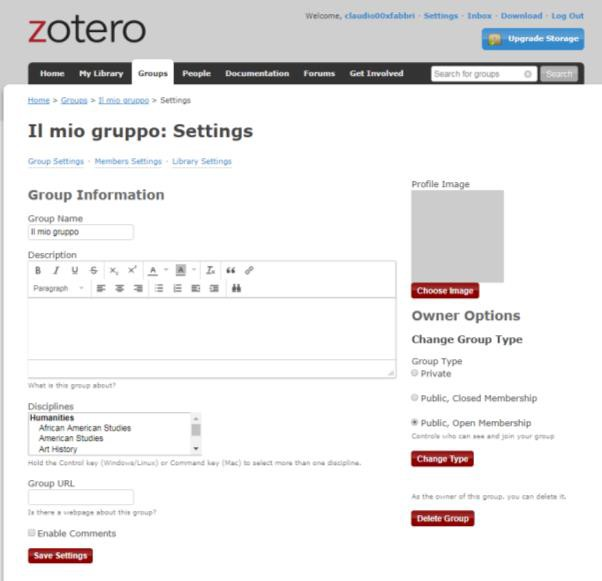 zotero
Welcome, claudio00xfabbri · Settings · Inbox · Download · Log Out
Upgrade Storage
Home My Library Groups People Documentation Forums Get Involved Search for groups Search
Home > Groups > Il mio gruppo > Settings
Il mio gruppo: Settings
Group Settings · Members Settings · Library Settings
Group Information
Group Name
Il mio gruppo
Description
Paragraph
What is this group about?
Disciplines
Humanities
African American Studies
American Studies
Art History
Hold the Control key (Windows/Linux) or Command key (Mac) to select more than one discipline.
Group URL
Is there a webpage about this group?
Enable Comments
Save Settings
Profile Image
Choose Image
Owner Options
Change Group Type
Group Type
Private
Public, Closed Membership
Public, Open Membership
Controls who can see and join your group
Change Type
As the owner of this group, you can delete it.
Delete Group